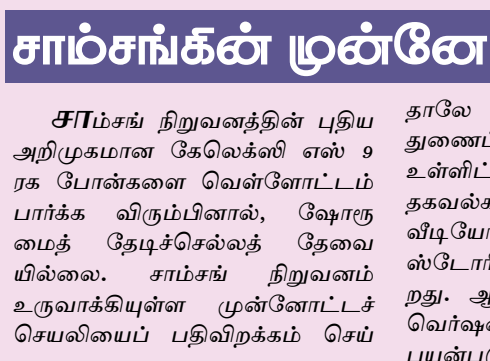 சாம்சங்கின் முன்னே
சாம்சங் நிறுவனத்தின் புதிய
அறிமுகமான கேலெக்ஸி எஸ் 9
ரக போன்களை வெள்ளோட்டம்
பார்க்க விரும்பினால், ஷோரூ
மைத் தேடிச்செல்லத் தேவை
யில்லை. சாம்சங் நிறுவனம்
உருவாக்கியுள்ள முன்னோட்டச்
செயலியைப் பதிவிறக்கம் செய்
தாலே
துணைப்
உள்ளிட்
தகவல்க
வீடியோ
ஸ்டோரி
றது. ஆ
வெர்ஷன்